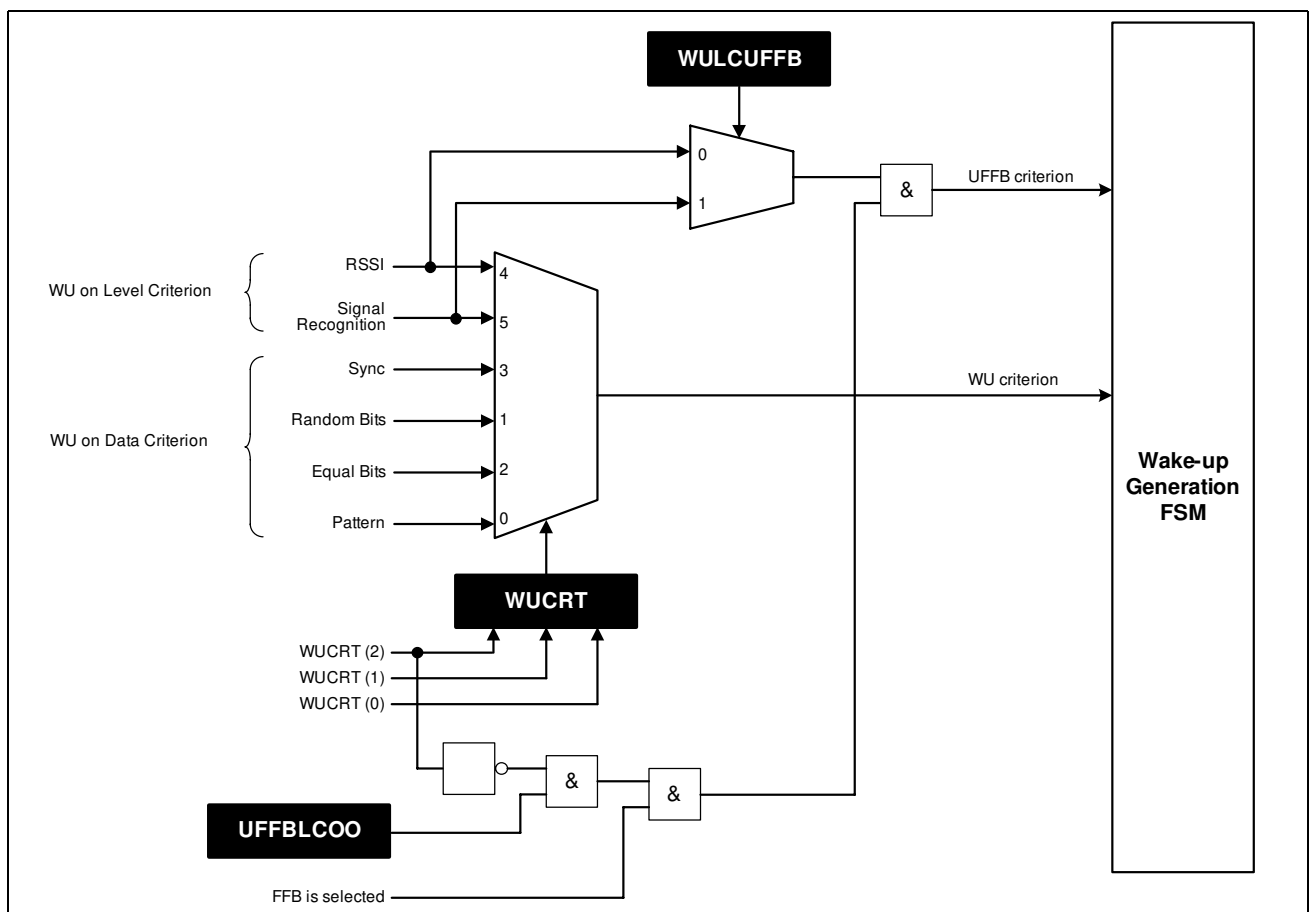 WULCUFFB
0
1
&
UFFB criterion
WU on Level Criterion
RSSI
4
Signal
Recognition
5
Sync
3
WU on Data Criterion
Random Bits
1
Equal Bits
2
Pattern
0
WU criterion
Wake-up
Generation
FSM
WUCRT
WUCRT (2)
WUCRT (1)
WUCRT (0)
&
&
UFFBLCOO
FFB is selected